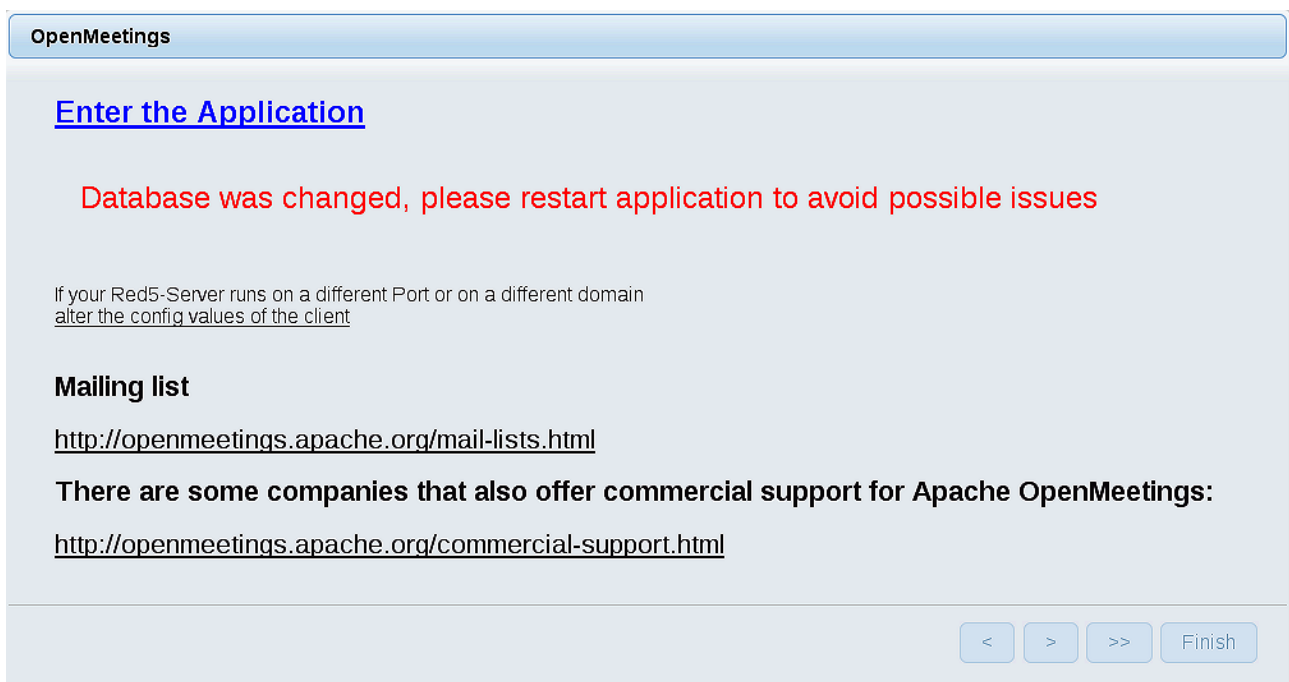 OpenMeetings
Enter the Application
Database was changed, please restart application to avoid possible issues
If your Red5-Server runs on a different Port or on a different domain
alter the config values of the client
Mailing list
http://openmeetings.apache.org/mail-lists.html
There are some companies that also offer commercial support for Apache OpenMeetings:
http://openmeetings.apache.org/commercial-support.html
< > >> Finish